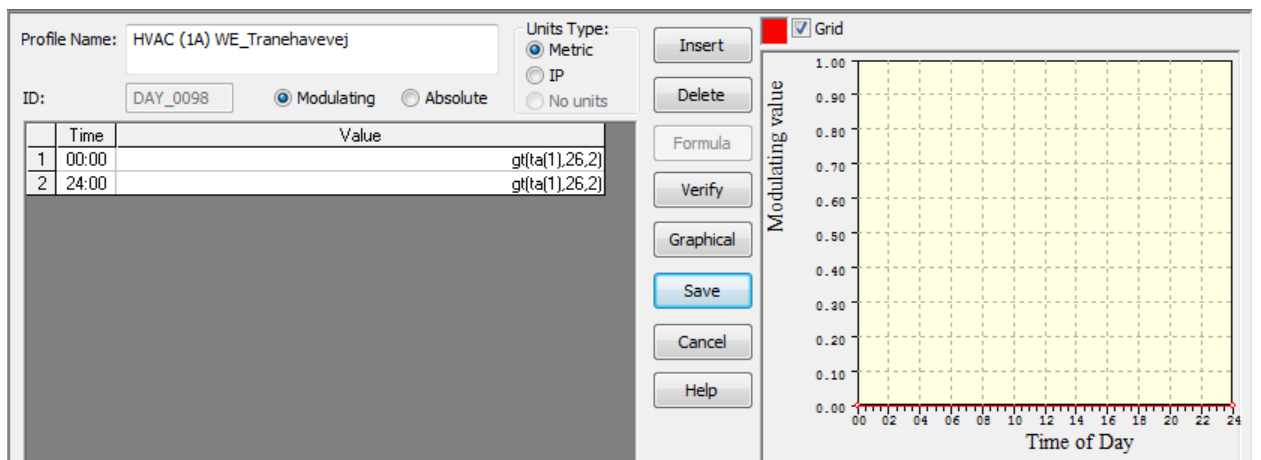 Profile Name: HVAC (1A) WE_Tranehavevej
Units Type:
Metric
IP
No units
ID: DAY_0098 Modulating Absolute
Time Value
1 00:00 gt(ta(1),26,2)
2 24:00 gt(ta(1),26,2)
Insert
Delete
Formula
Verify
Graphical
Save
Cancel
Help
Grid
Modulating value
1.00
0.90
0.80
0.70
0.60
0.50
0.40
0.30
0.20
0.10
0.00
00 02 04 06 08 10 12 14 16 18 20 22 24
Time of Day